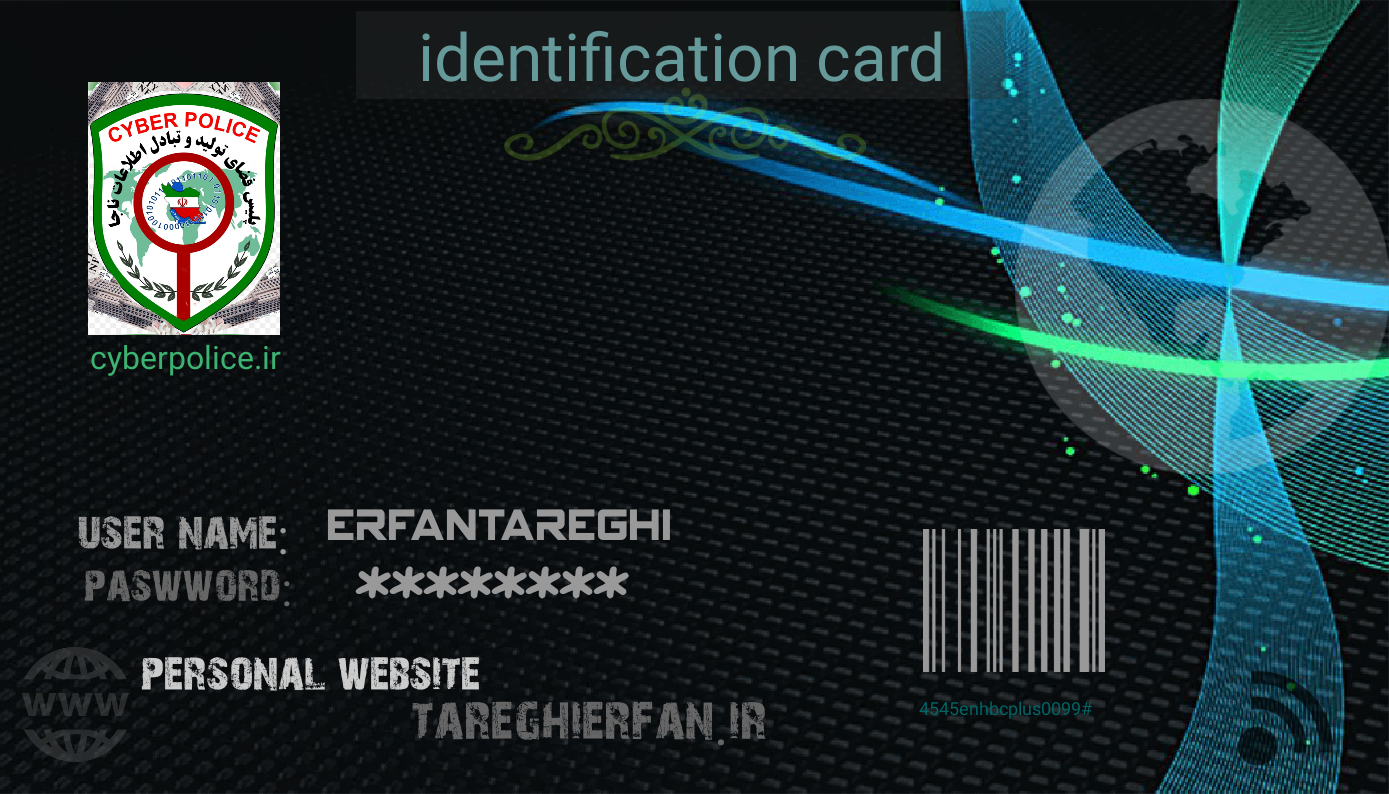 identification card
CYBER POLICE
پلیس فضای تولید و تبادل اطلاعات ناجا
cyberpolice.ir
USER NAME: ERFANTAREGHI
PASWWORD: ********
WWW
PERSONAL WEBSITE
TAREGHIERFAN.IR
4545enhbcplus0099#